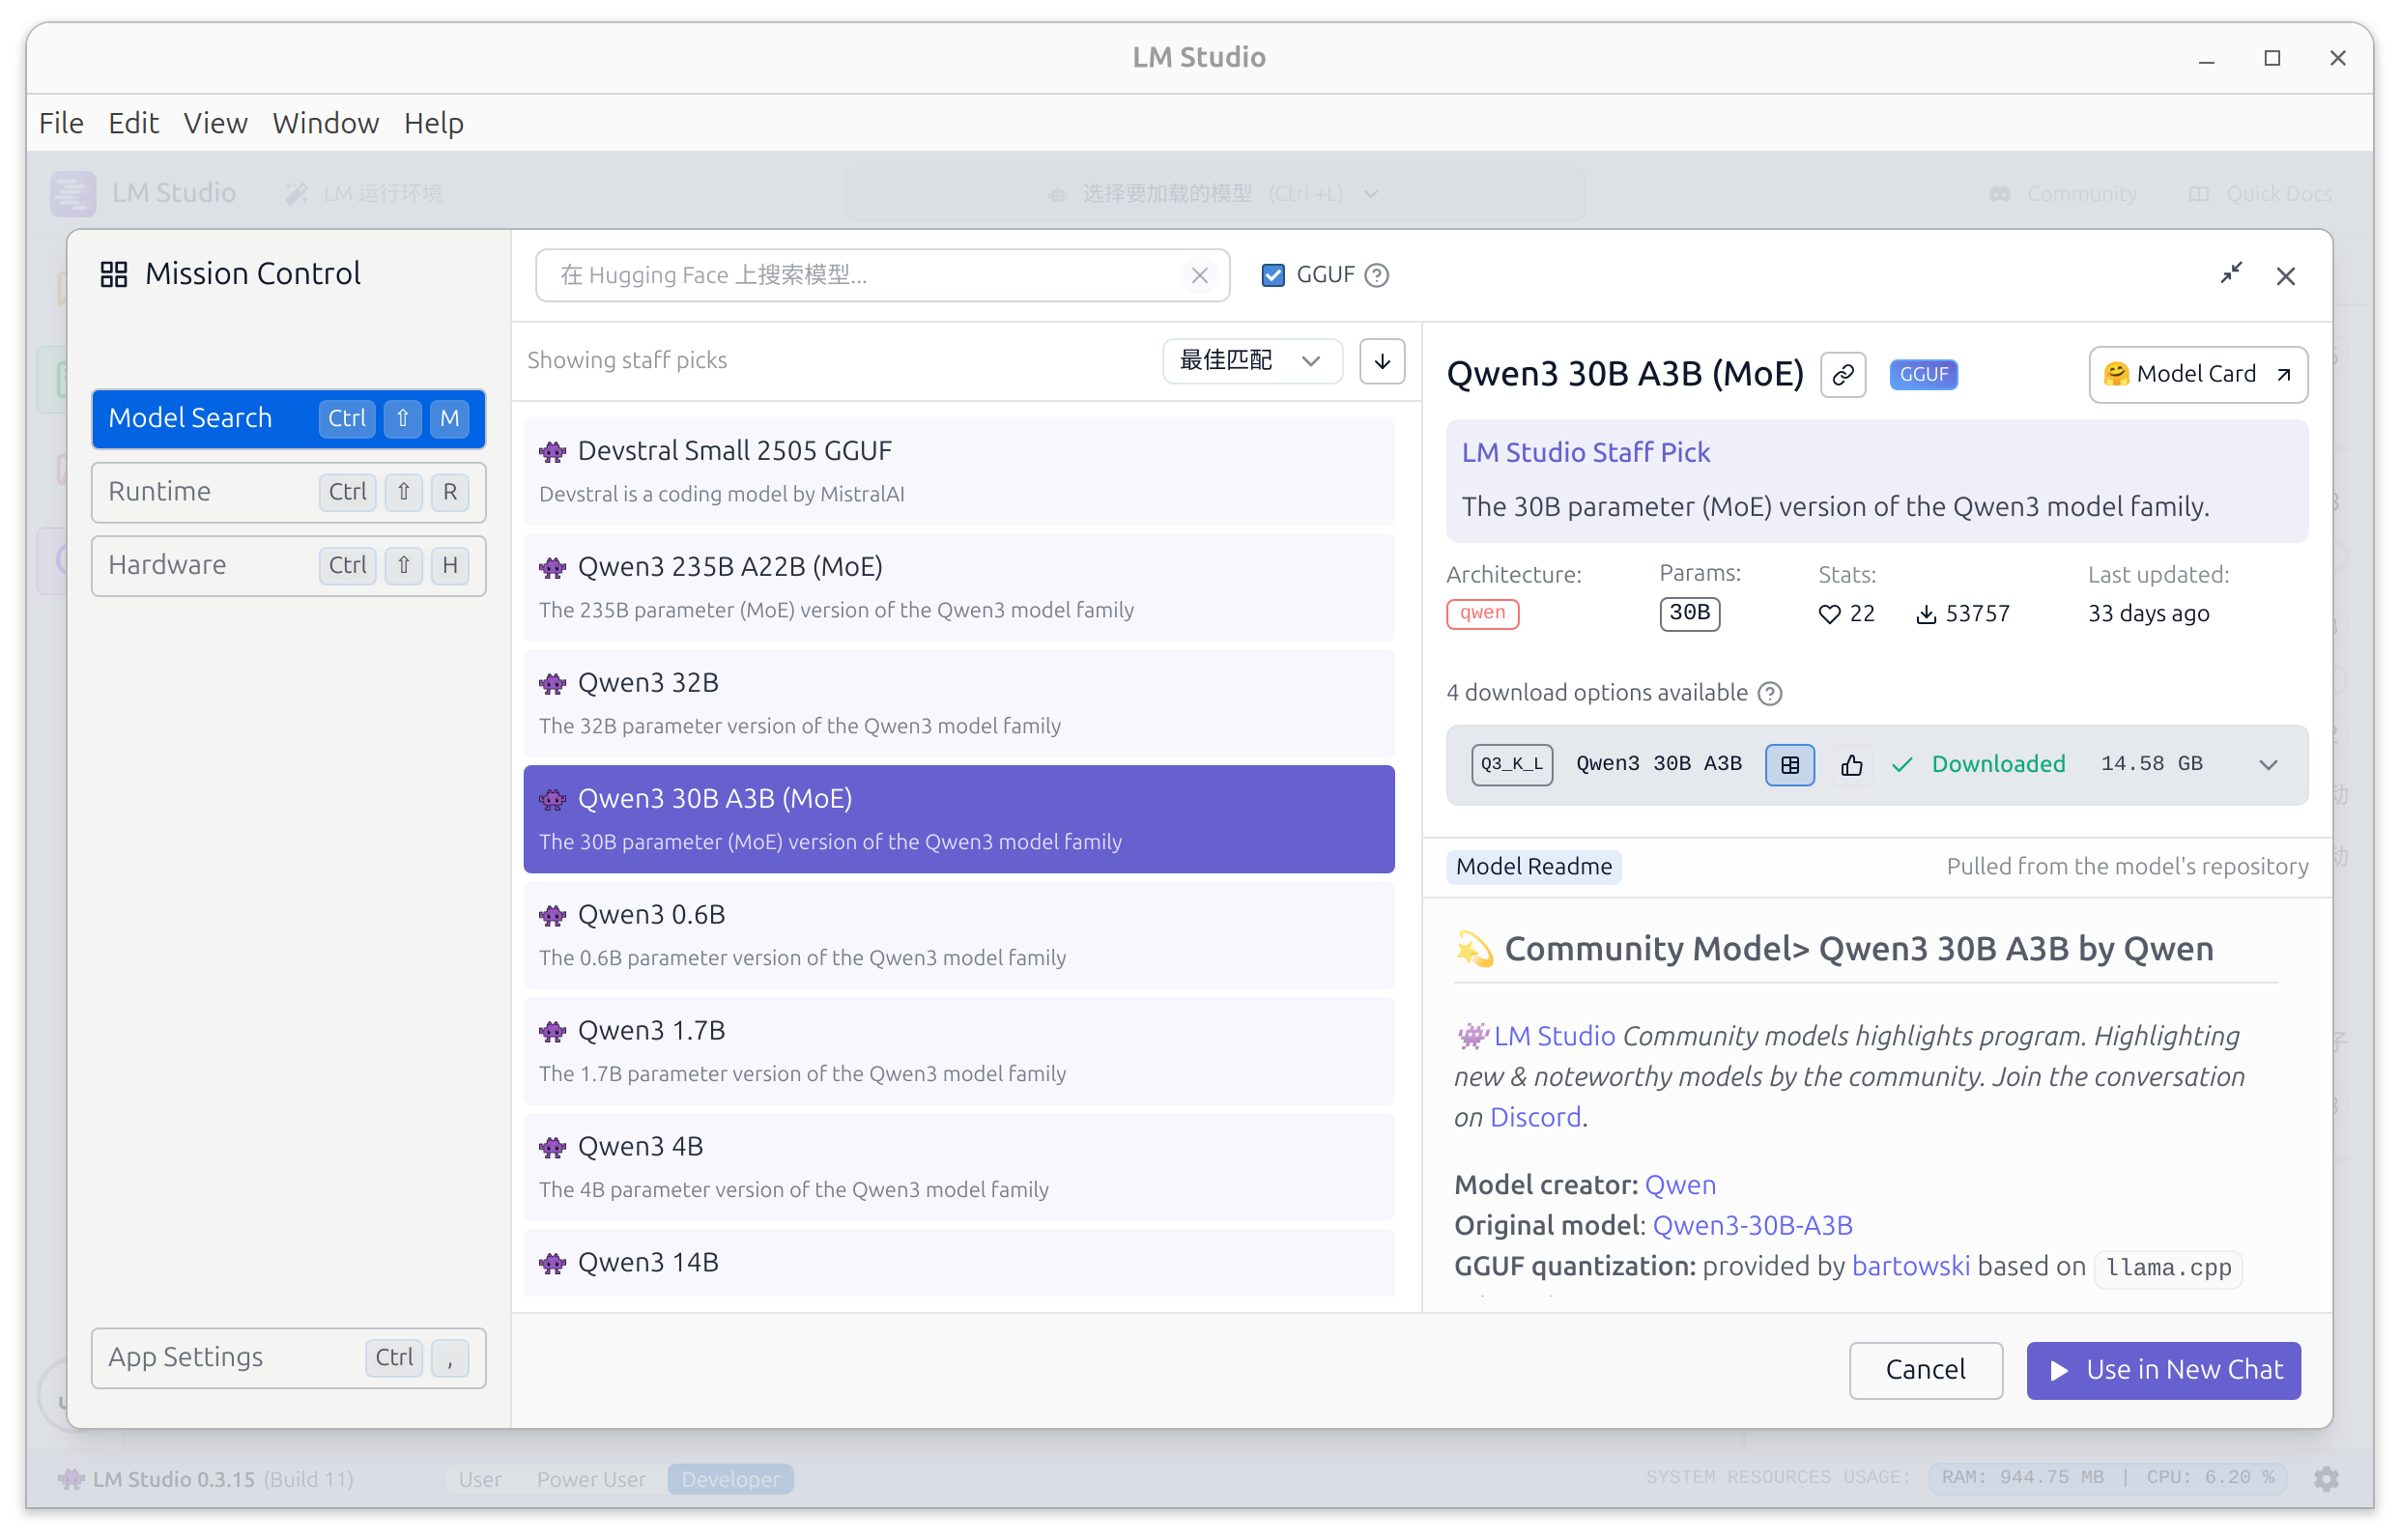 LM Studio
File Edit View Window Help
LM Studio LM 运行环境 选择要加载的模型 (Ctrl +L) Community Quick Docs
Mission Control
Model Search Ctrl ⇧ M
Runtime Ctrl ⇧ R
Hardware Ctrl ⇧ H
App Settings Ctrl ,
在 Hugging Face 上搜索模型... GGUF
Showing staff picks 最佳匹配
Devstral Small 2505 GGUF
Devstral is a coding model by MistralAI
Qwen3 235B A22B (MoE)
The 235B parameter (MoE) version of the Qwen3 model family
Qwen3 32B
The 32B parameter version of the Qwen3 model family
Qwen3 30B A3B (MoE)
The 30B parameter (MoE) version of the Qwen3 model family
Qwen3 0.6B
The 0.6B parameter version of the Qwen3 model family
Qwen3 1.7B
The 1.7B parameter version of the Qwen3 model family
Qwen3 4B
The 4B parameter version of the Qwen3 model family
Qwen3 14B
Qwen3 30B A3B (MoE) GGUF Model Card
LM Studio Staff Pick
The 30B parameter (MoE) version of the Qwen3 model family.
Architecture: Params: Stats: Last updated:
qwen 30B 22 53757 33 days ago
4 download options available
Q3_K_L Qwen3 30B A3B Downloaded 14.58 GB
Model Readme Pulled from the model's repository
Community Model> Qwen3 30B A3B by Qwen
LM Studio Community models highlights program. Highlighting
new & noteworthy models by the community. Join the conversation
on Discord.
Model creator: Qwen
Original model: Qwen3-30B-A3B
GGUF quantization: provided by bartowski based on llama.cpp
Cancel Use in New Chat
LM Studio 0.3.15 (Build 11) User Power User Developer SYSTEM RESOURCES USAGE: RAM: 944.75 MB | CPU: 6.20 %